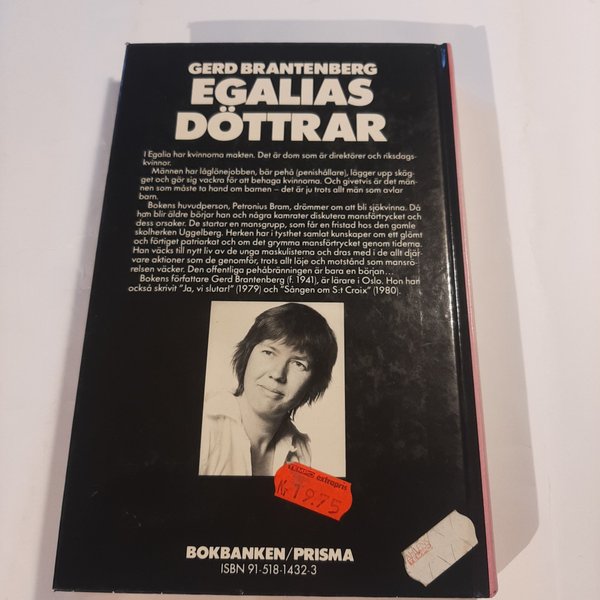 GERD BRANTENBERG
EGALIAS
DÖTTRAR
I Egalia har kvinnorna makten. Det är dom som är direktörer och riksdags-
kvinnor.
Männen har låglönejobben, bär pehå (penishållare), lägger upp skäg-
get och gör sig vackra för att behaga kvinnorna. Och givetvis är det män-
nen som måste ta hand om barnen – det är ju trots allt män som avlar
barn.
Bokens huvudperson, Petronius Bram, drömmer om att bli sjökvinna. Då
han blir äldre börjar han och några kamrater diskutera mansförtrycket och
dess orsaker. De startar en mansgrupp, som får en fristad hos den gamle
skolherken Uggelberg. Herken har i tysthet samlat kunskaper om ett glömt
och förtiget patriarkat och om det grymma mansförtrycket genom tiderna.
Han väcks till nytt liv av de unga maskulisterna och dras med i de allt djär-
vare aktioner som de genomför, trots allt löje och motstånd som mansrö-
relsen väcker. Den offentliga pehåbränningen är bara en början...
Bokens författare Gerd Brantenberg (f. 1941), är lärare i Oslo. Hon har
också skrivit "Ja, vi slutar!" (1979) och "Sången om S:t Croix" (1980).
extrapris
Kr 19.75
BOKBANKEN/PRISMA
ISBN 91-518-1432-3